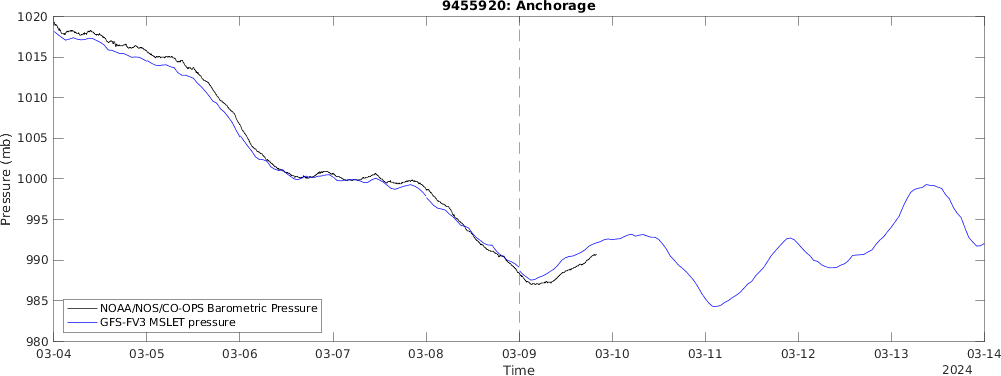 9455920: Anchorage
1020
1015
1010
1005
1000
995
990
985
980
Pressure (mb)
NOAA/NOS/CO-OPS Barometric Pressure
GFS-FV3 MSLET pressure
03-04 03-05 03-06 03-07 03-08 03-09 03-10 03-11 03-12 03-13 03-14
Time
2024